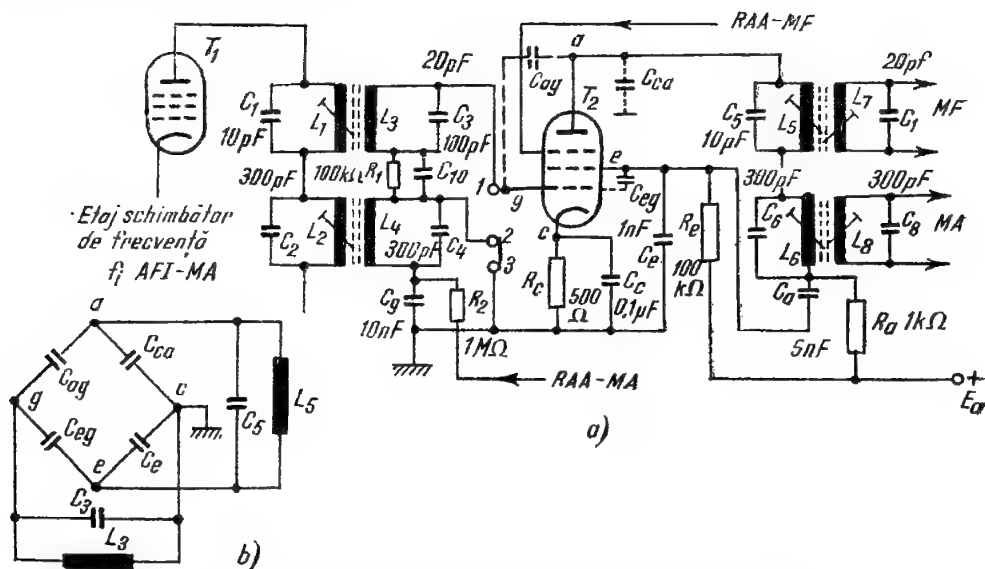 RAA-MF
T₁
Cag
a
Cca
20pF
T₂
C₁
10pF
L₁
L₃
C₃
100pF
300pF
100kΩ
R₁
C₁₀
1
g
e
Ceg
20pf
C₅
10pF
L₅
L₇
C₁
MF
Etaj schimbător
de frecvență
fᵢ AFI-MA
C₂
L₂
L₄
300pF
C₄
2
3
c
1nF
Ce
Re
100
kΩ
300pF
300pF
C₆
L₆
L₈
C₈
MA
Cg
10nF
R₂
1MΩ
Rc
500
Ω
Cc
0,1µF
Ca
5nF
Ra 1kΩ
RAA-MA
+
Ea
a)
a
Cag
Cca
g
c
Ceg
Ce
e
C₅
L₅
C₃
L₃
b)